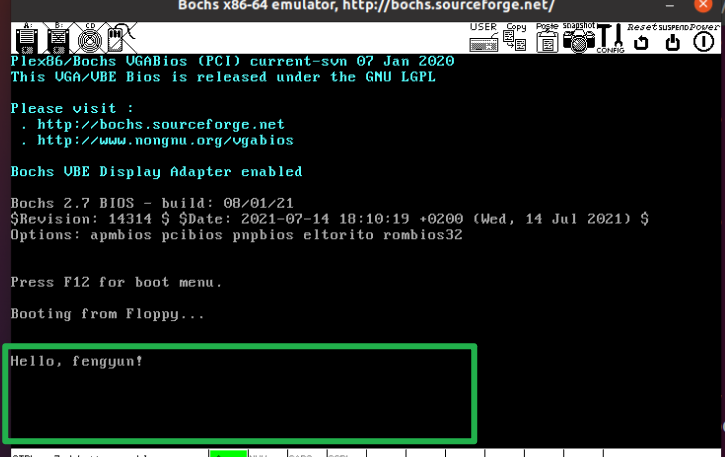 Bochs x86-64 emulator, http://bochs.sourceforge.net/
A: B: CD USER Copy Paste snapshot CONFIG Reset SUSPEND Power
Plex86/Bochs VGABios (PCI) current-svn 07 Jan 2020
This VGA/VBE Bios is released under the GNU LGPL
Please visit :
. http://bochs.sourceforge.net
. http://www.nongnu.org/vgabios
Bochs VBE Display Adapter enabled
Bochs 2.7 BIOS - build: 08/01/21
$Revision: 14314 $ $Date: 2021-07-14 18:10:19 +0200 (Wed, 14 Jul 2021) $
Options: apmbios pcibios pnpbios eltorito rombios32
Press F12 for boot menu.
Booting from Floppy...
Hello, fengyun!